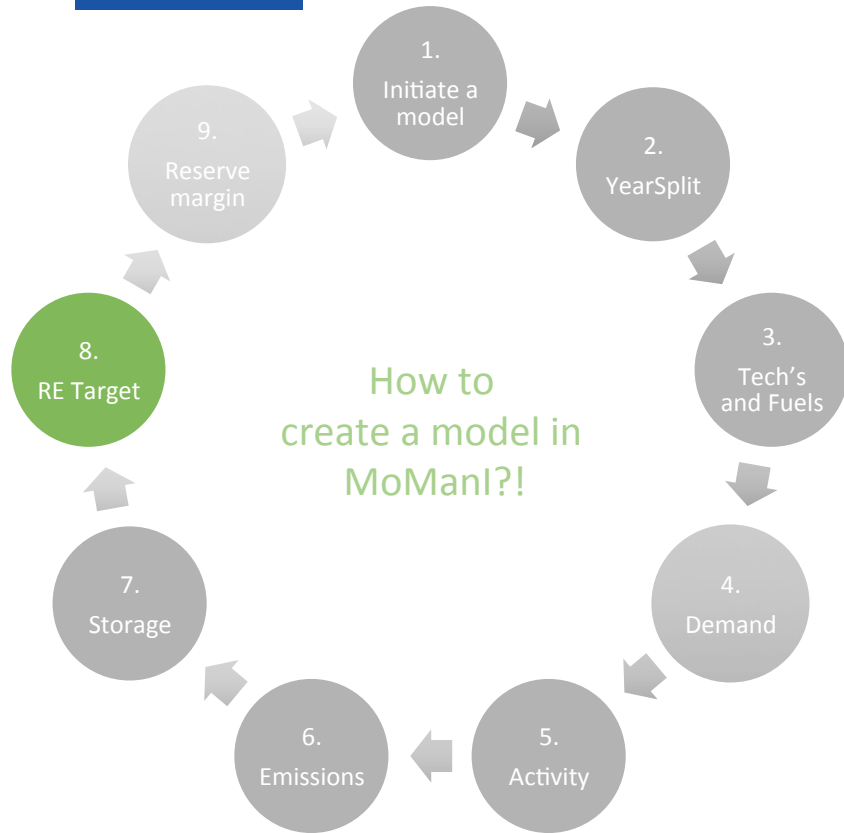 1.
Initiate a
model
2.
YearSplit
3.
Tech's
and Fuels
4.
Demand
5.
Activity
6.
Emissions
7.
Storage
8.
RE Target
9.
Reserve
margin
How to
create a model in
MoManI?!